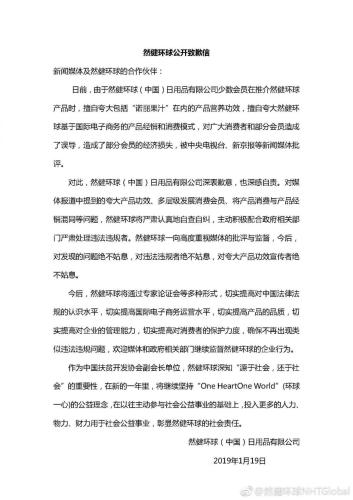 然健环球公开致歉信
新闻媒体及然健环球的合作伙伴：
日前，由于然健环球（中国）日用品有限公司少数会员在推介然健环球
产品时，擅自夸大包括“诺丽果汁”在内的产品营养功效，擅自夸大然健环
球基于国际电子商务的产品经销和消费模式，对广大消费者和部分会员造成
了误导，造成了部分会员的经济损失，被中央电视台、新京报等新闻媒体批
评。
对此，然健环球（中国）日用品有限公司深表歉意，也深感自责。对媒
体报道中提到的夸大产品功效、多层级发展消费会员、将产品消费与产品经
销混同等问题，然健环球将严肃认真地自查自纠，主动积极配合政府相关部
门严肃处理违法违规者。然健环球一向高度重视媒体的批评与监督，今后，
对发现的问题绝不姑息，对违法违规者绝不姑息，对夸大产品功效宣传者绝
不姑息。
今后，然健环球将通过专家论证会等多种形式，切实提高对中国法律法
规的认识水平，切实提高国际电子商务运营水平，切实提高产品的品质，切
实提高对企业的管理能力，切实提高对消费者的保护力度，确保不再出现类
似违法违规问题，欢迎媒体和政府相关部门继续监督然健环球的企业行为。
作为中国扶贫开发协会副会长单位，然健环球深知“源于社会，还于社
会”的重要性，在新的一年里，将继续坚持“One HeartOne World”（环球
一心)的公益理念，在以往主动参与社会公益事业的基础上，投入更多的人力、
物力、财力用于社会公益事业，彰显然健环球的社会责任。
然健环球（中国）日用品有限公司
2019年1月19日
@然健环球NHTGlobal